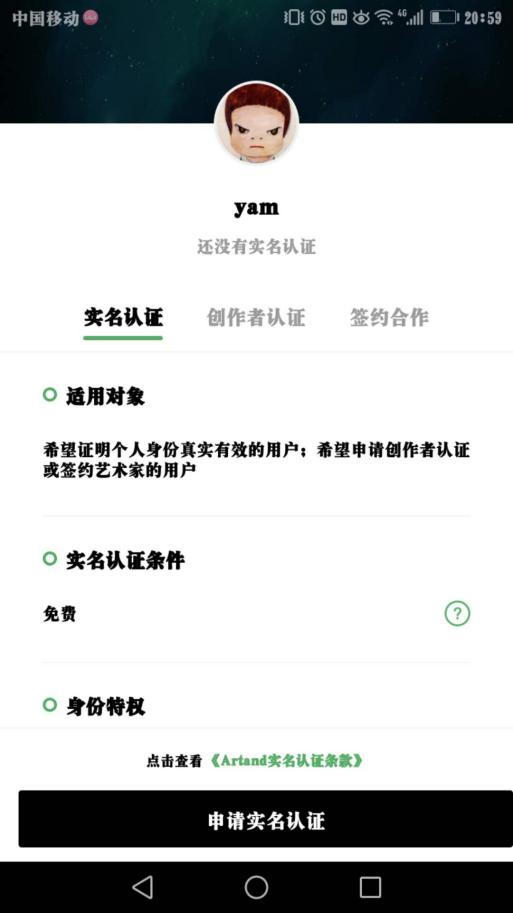 中国移动
HD
4G
20:59
yam
还没有实名认证
实名认证 创作者认证 签约合作
适用对象
希望证明个人身份真实有效的用户；希望申请创作者认证
或签约艺术家的用户
实名认证条件
免费 ?
身份特权
点击查看《Artand实名认证条款》
申请实名认证